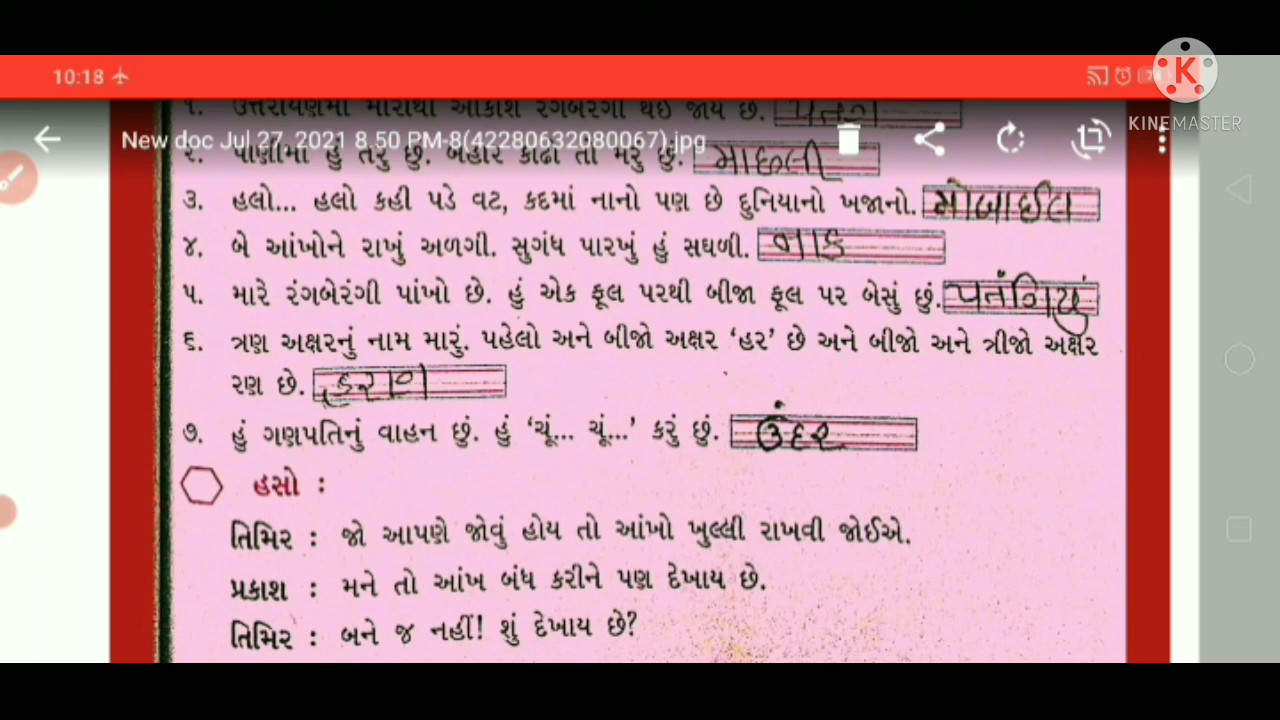 10:18
KINEMASTER
૧. ઉત્તરાયણમાં મારાથી આકાશ રંગબેરંગી થઈ જાય છે. પતંગ
New doc Jul 27, 2021 8.50 PM-8(42280632080067).jpg
૨. પાણીમાં હું તરું છું. બહાર કાઢો તો મરું છું. માછલી
૩. હલો... હલો કહી પડે વટ, કદમાં નાનો પણ છે દુનિયાનો ખજાનો. મોબાઈલ
૪. બે આંખોને રાખું અળગી. સુગંધ પારખું હું સઘળી. નાક
૫. મારે રંગબેરંગી પાંખો છે. હું એક ફૂલ પરથી બીજા ફૂલ પર બેસું છું. પતંગિયું
૬. ત્રણ અક્ષરનું નામ મારું. પહેલો અને બીજો અક્ષર ‘હર’ છે અને બીજો અને ત્રીજો અક્ષર
રણ છે. હરણ
૭. હું ગણપતિનું વાહન છું. હું ‘ચૂં... ચૂં...’ કરું છું. ઉંદર
હસો :
તિમિર : જો આપણે જોવું હોય તો આંખો ખુલ્લી રાખવી જોઈએ.
પ્રકાશ : મને તો આંખ બંધ કરીને પણ દેખાય છે.
તિમિર : બને જ નહીં! શું દેખાય છે?